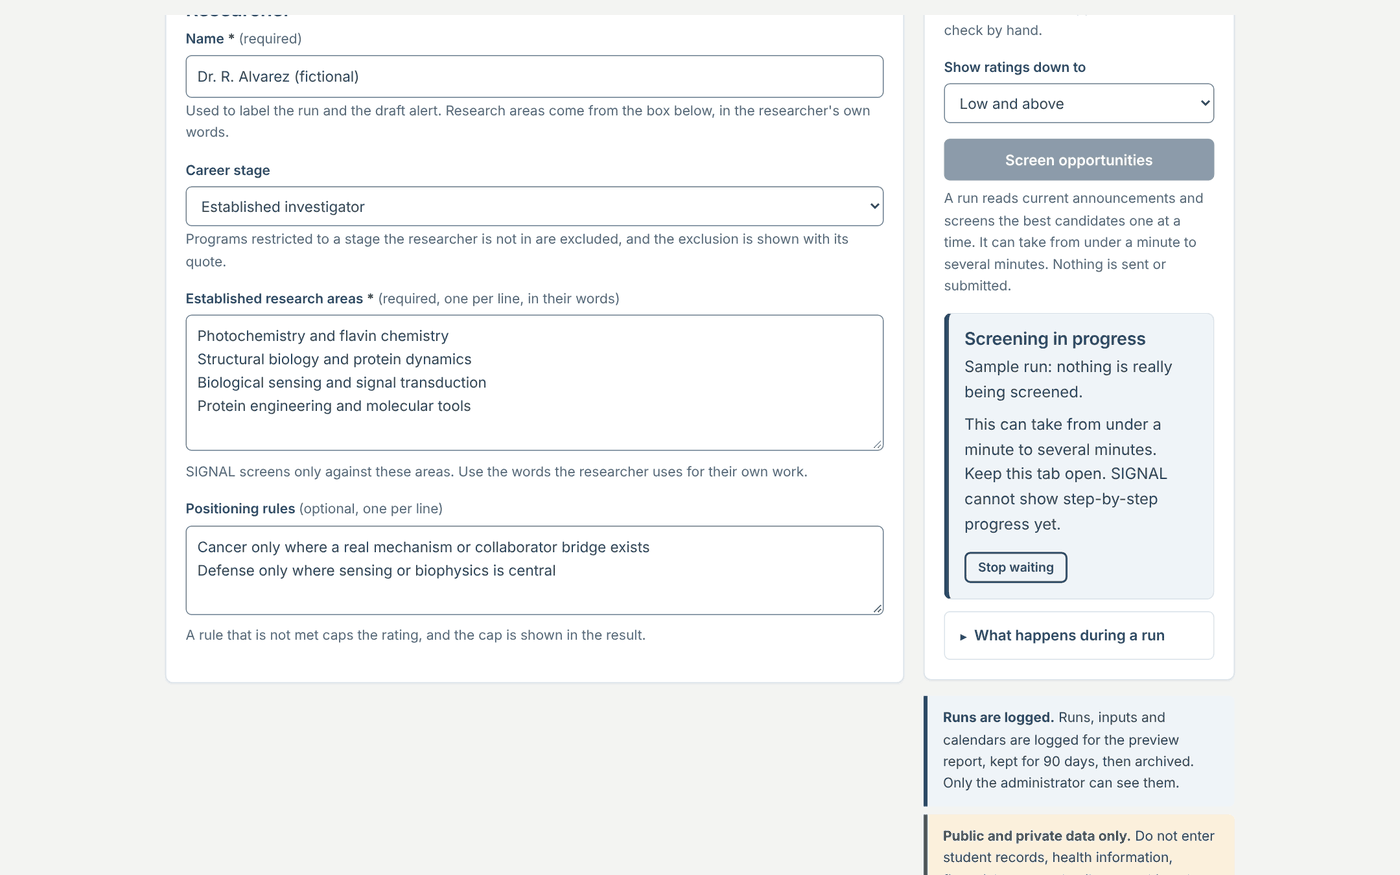 Researcher
Name * (required)
Dr. R. Alvarez (fictional)
Used to label the run and the draft alert. Research areas come from the box below, in the researcher's own
words.
Career stage
Established investigator
Programs restricted to a stage the researcher is not in are excluded, and the exclusion is shown with its
quote.
Established research areas * (required, one per line, in their words)
Photochemistry and flavin chemistry
Structural biology and protein dynamics
Biological sensing and signal transduction
Protein engineering and molecular tools
SIGNAL screens only against these areas. Use the words the researcher uses for their own work.
Positioning rules (optional, one per line)
Cancer only where a real mechanism or collaborator bridge exists
Defense only where sensing or biophysics is central
A rule that is not met caps the rating, and the cap is shown in the result.
check by hand.
Show ratings down to
Low and above
Screen opportunities
A run reads current announcements and
screens the best candidates one at a
time. It can take from under a minute to
several minutes. Nothing is sent or
submitted.
Screening in progress
Sample run: nothing is really
being screened.
This can take from under a
minute to several minutes.
Keep this tab open. SIGNAL
cannot show step-by-step
progress yet.
Stop waiting
▸ What happens during a run
Runs are logged. Runs, inputs and
calendars are logged for the preview
report, kept for 90 days, then archived.
Only the administrator can see them.
Public and private data only. Do not enter
student records, health information,